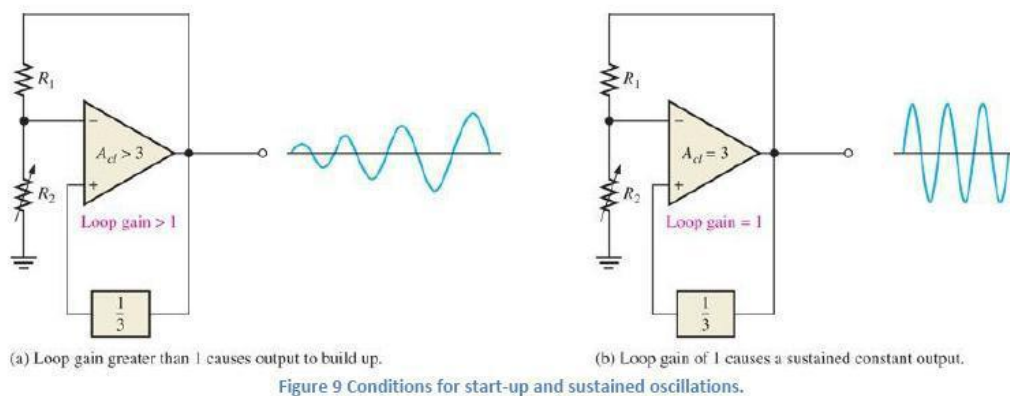 R1
−
Acl > 3
+
R2
Loop gain > 1
1
3
(a) Loop gain greater than 1 causes output to build up.
R1
−
Acl = 3
+
R2
Loop gain = 1
1
3
(b) Loop gain of 1 causes a sustained constant output.
Figure 9 Conditions for start-up and sustained oscillations.